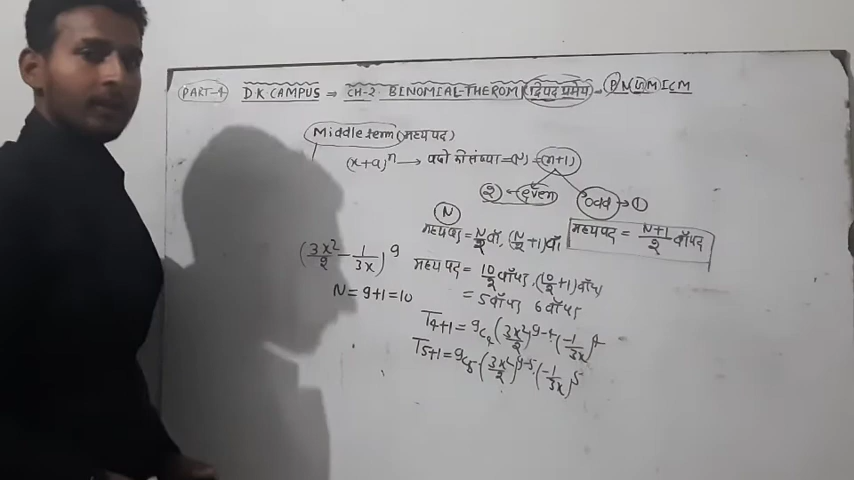 PART-4 D.K CAMPUS ⇒ CH-2 BINOMIAL-THEROM (द्विपद प्रमेय)
Middle term (मध्य पद)
(x+a)ⁿ → पदो की संख्या = (N) = (n+1)
2 ← even odd → 1
N
मध्य पद = N/2 वाँ, (N/2 +1) वाँ मध्य पद = N+1/2 वाँ पद
(3x²/2 − 1/3x)⁹ मध्य पद = 10/2 वाँ पद, (10/2 +1) वाँ पद
N = 9+1 = 10 = 5 वाँ पद 6 वाँ पद
T₄₊₁ = ⁹C₄ (3x²/2)⁹⁻⁴ · (−1/3x)⁴
T₅₊₁ = ⁹C₅ · (3x²/2)⁹⁻⁵ · (−1/3x)⁵